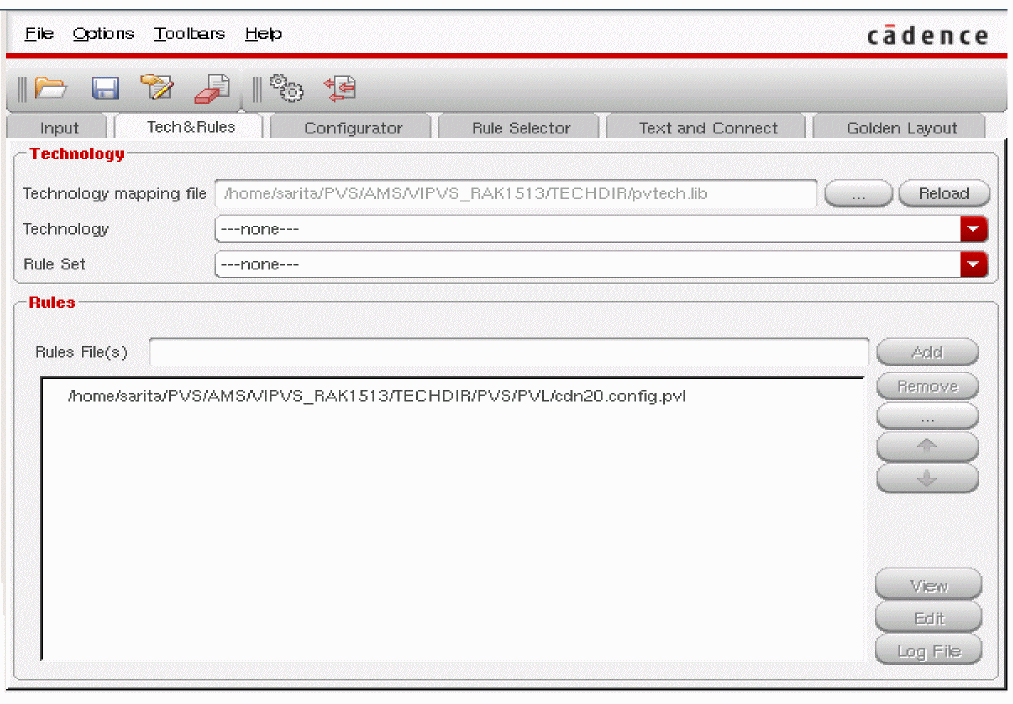 File Options Toolbars Help cādence
Input Tech&Rules Configurator Rule Selector Text and Connect Golden Layout
Technology
Technology mapping file /home/sarita/PVS/AMS/VIPVS_RAK1513/TECHDIR/pvtech.lib ... Reload
Technology ---none---
Rule Set ---none---
Rules
Rules File(s) Add
/home/sarita/PVS/AMS/VIPVS_RAK1513/TECHDIR/PVS/PVL/cdn20.config.pvl Remove
...
View
Edit
Log File